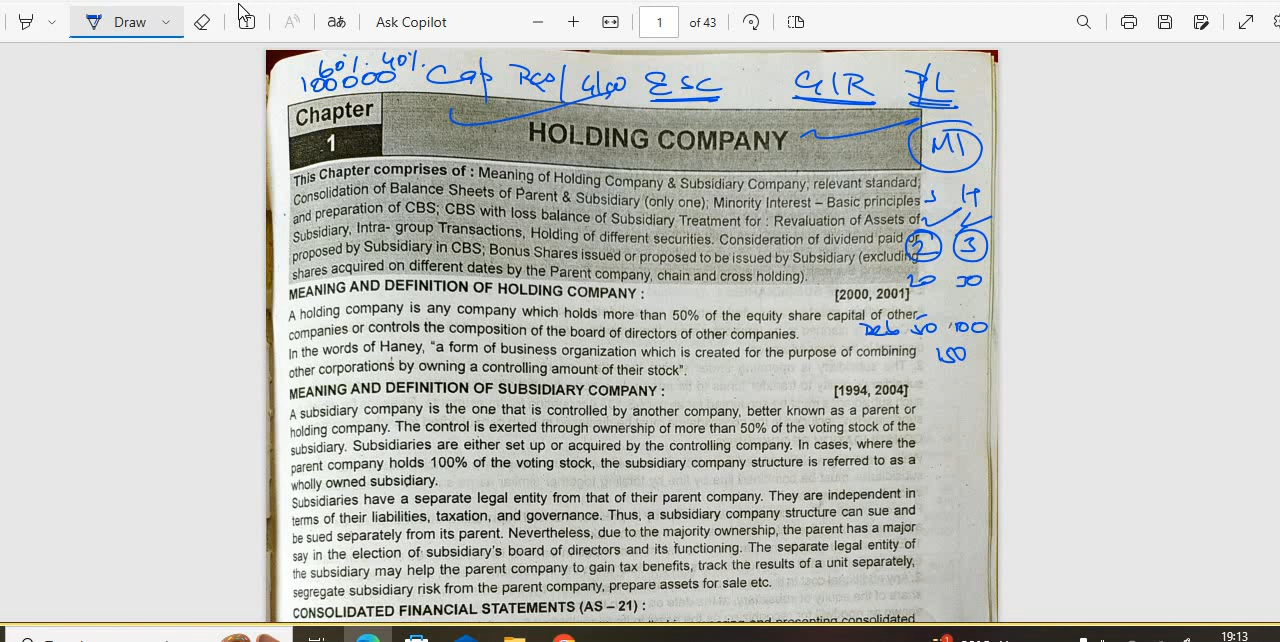 Draw
aあ
Ask Copilot
1
of 43
60% 40%
100000 Cap Res/ G/Loss ESC GIR PL
Chapter
1
HOLDING COMPANY
MI
This Chapter comprises of : Meaning of Holding Company & Subsidiary Company; relevant standard;
Consolidation of Balance Sheets of Parent & Subsidiary (only one); Minority Interest – Basic principles
and preparation of CBS; CBS with loss balance of Subsidiary Treatment for : Revaluation of Assets of
Subsidiary, Intra- group Transactions, Holding of different securities. Consideration of dividend paid or
proposed by Subsidiary in CBS; Bonus Shares issued or proposed to be issued by Subsidiary (excluding
shares acquired on different dates by the Parent company, chain and cross holding).
S H
2 3
20 30
MEANING AND DEFINITION OF HOLDING COMPANY : [2000, 2001]
A holding company is any company which holds more than 50% of the equity share capital of other
companies or controls the composition of the board of directors of other companies.
Deb 50 100
150
In the words of Haney, “a form of business organization which is created for the purpose of combining
other corporations by owning a controlling amount of their stock”.
MEANING AND DEFINITION OF SUBSIDIARY COMPANY : [1994, 2004]
A subsidiary company is the one that is controlled by another company, better known as a parent or
holding company. The control is exerted through ownership of more than 50% of the voting stock of the
subsidiary. Subsidiaries are either set up or acquired by the controlling company. In cases, where the
parent company holds 100% of the voting stock, the subsidiary company structure is referred to as a
wholly owned subsidiary.
Subsidiaries have a separate legal entity from that of their parent company. They are independent in
terms of their liabilities, taxation, and governance. Thus, a subsidiary company structure can sue and
be sued separately from its parent. Nevertheless, due to the majority ownership, the parent has a major
say in the election of subsidiary's board of directors and its functioning. The separate legal entity of
the subsidiary may help the parent company to gain tax benefits, track the results of a unit separately,
segregate subsidiary risk from the parent company, prepare assets for sale etc.
CONSOLIDATED FINANCIAL STATEMENTS (AS – 21) :
presenting consolidated
19:13